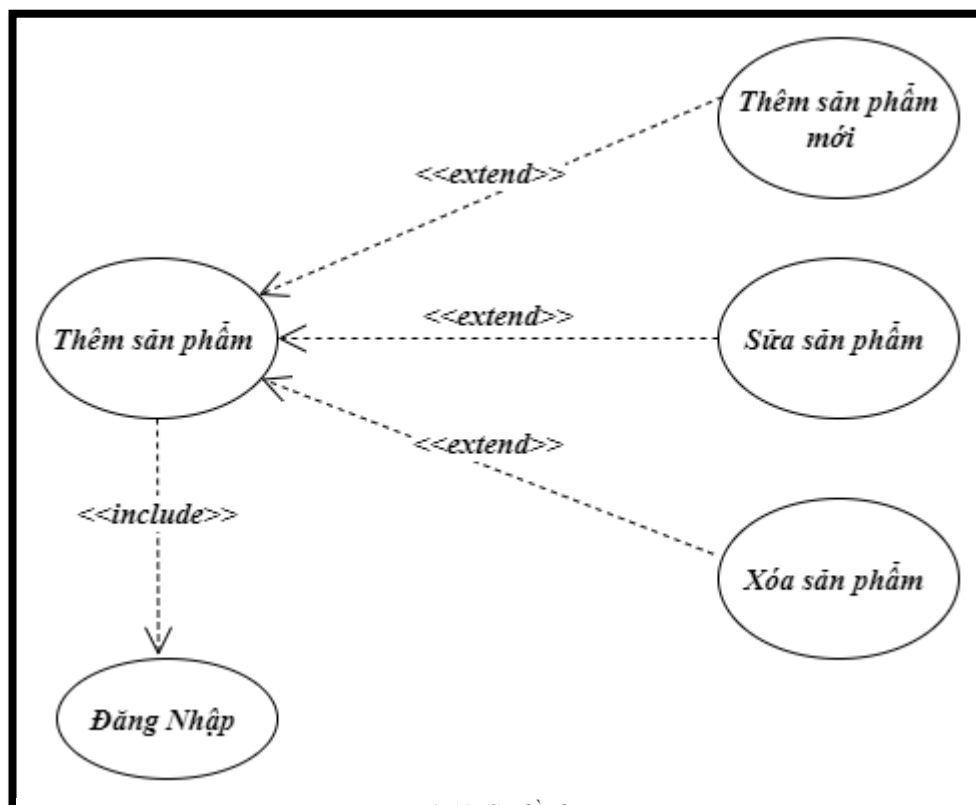 Thêm sản phẩm
mới
<<extend>>
<<extend>>
Thêm sản phẩm
Sửa sản phẩm
<<extend>>
<<include>>
Xóa sản phẩm
Đăng Nhập